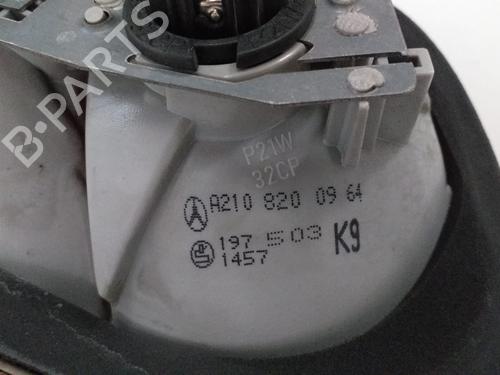 B-PARTS
P21W
32CP
A210 820 09 64
197 503 K9
1457